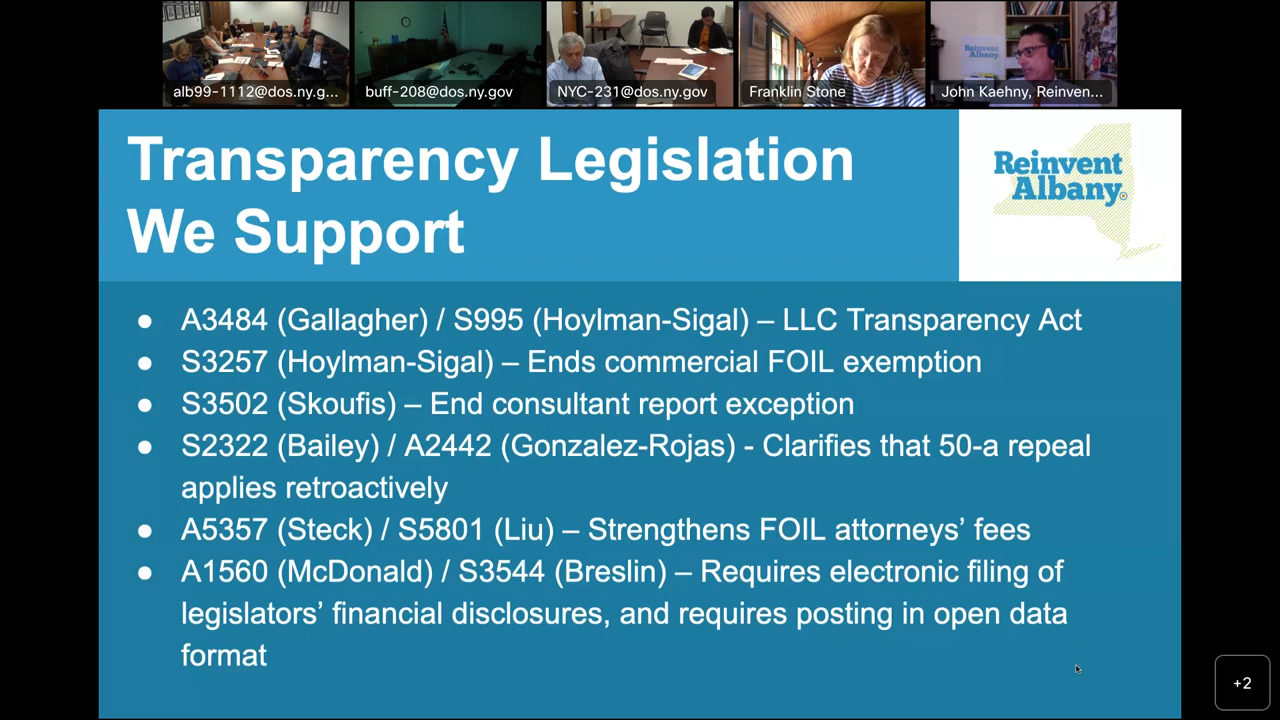 alb99-1112@dos.ny.g...
buff-208@dos.ny.gov
NYC-231@dos.ny.gov
Franklin Stone
John Kaehny, Reinven...
Transparency Legislation
We Support
Reinvent
Albany
● A3484 (Gallagher) / S995 (Hoylman-Sigal) – LLC Transparency Act
● S3257 (Hoylman-Sigal) – Ends commercial FOIL exemption
● S3502 (Skoufis) – End consultant report exception
● S2322 (Bailey) / A2442 (Gonzalez-Rojas) - Clarifies that 50-a repeal
applies retroactively
● A5357 (Steck) / S5801 (Liu) – Strengthens FOIL attorneys’ fees
● A1560 (McDonald) / S3544 (Breslin) – Requires electronic filing of
legislators’ financial disclosures, and requires posting in open data
format
+2